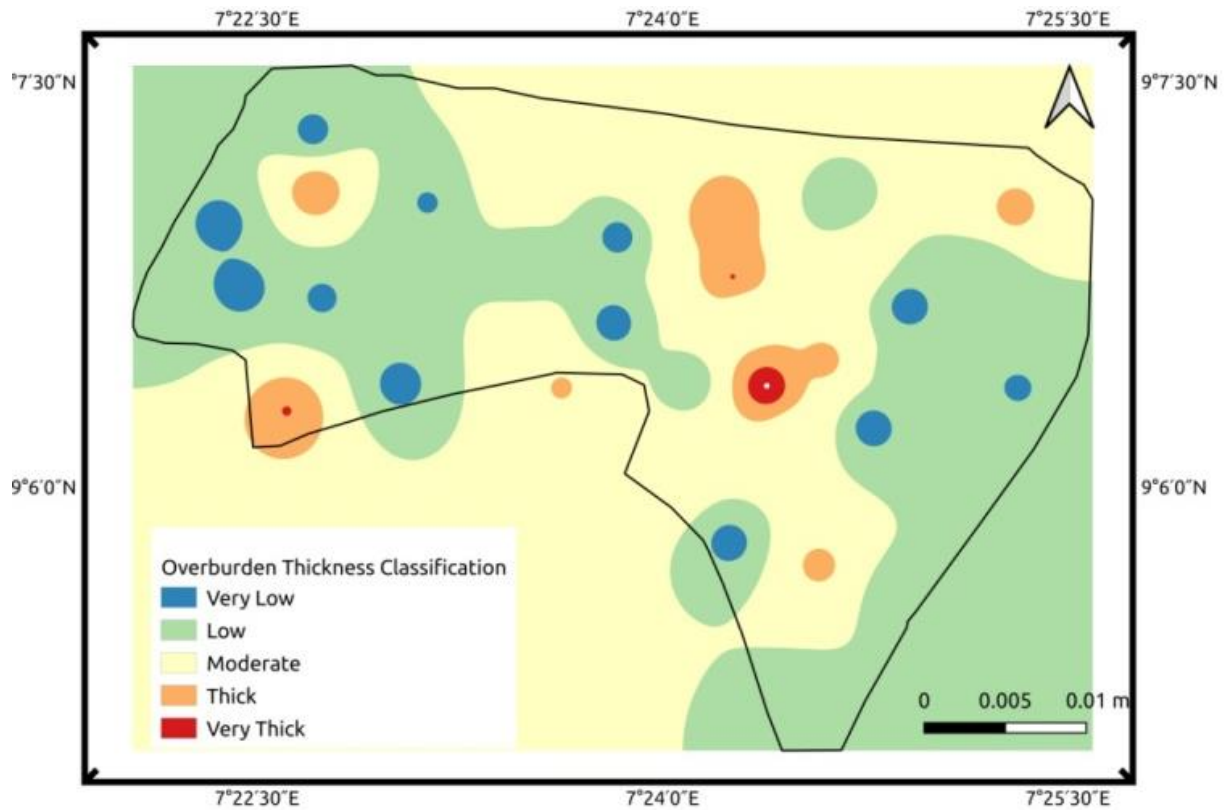 7°22′30″E 7°24′0″E 7°25′30″E
°7′30″N 9°7′30″N
9°6′0″N 9°6′0″N
Overburden Thickness Classification
Very Low
Low
Moderate
Thick
Very Thick
0 0.005 0.01 m
7°22′30″E 7°24′0″E 7°25′30″E